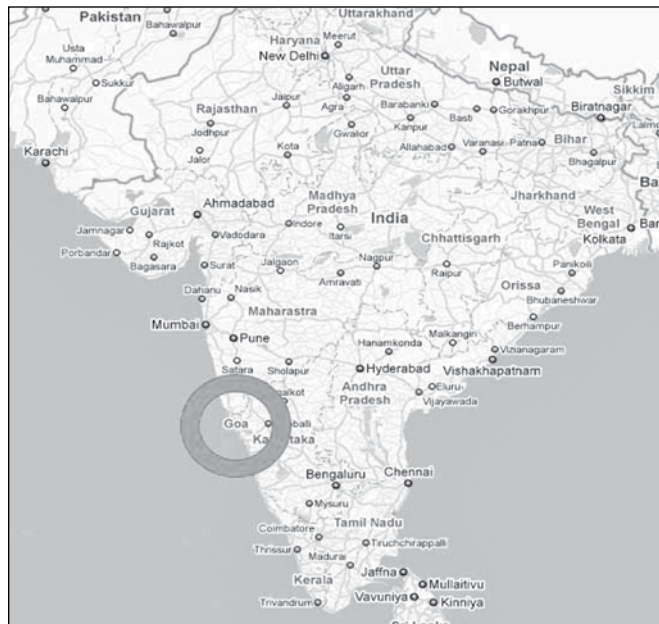 Pakistan
Bahawalpur
Uttarakhand
Haryana
Meerut
New Delhi
Usta
Muhammad
Sukkur
Bahawalpur
Aligarh
Uttar
Pradesh
Nepal
Butwal
Sikkim
Rajasthan
Jaipur
Agra
Barabanki
Gorakhpur
Basti
Biratnagar
Jodhpur
Gwalior
Kanpur
Karachi
Jalor
Kota
Allahabad
Varanasi
Patna
Bihar
Bhagalpur
Gujarat
Ahmadabad
Madhya
Pradesh
Jharkhand
Jamnagar
Rajkot
Vadodara
Indore
Itarsi
India
West
Bengal
Kolkata
Porbandar
Bagasara
Surat
Jalgaon
Nagpur
Amravati
Chhattisgarh
Raipur
Panikoili
Dahanu
Nasik
Orissa
Bhubaneshwar
Maharastra
Berhampur
Mumbai
Pune
Hanamkonda
Malkangiri
Vizianagaram
Satara
Sholapur
Hyderabad
Vishakhapatnam
Andhra
Pradesh
Eluru
Vijayawada
Goa
Bengaluru
Chennai
Mysuru
Tamil Nadu
Coimbatore
Tiruchchirappalli
Thrissur
Madurai
Kerala
Jaffna
Mullaitivu
Vavuniya
Kinniya
Trivandrum